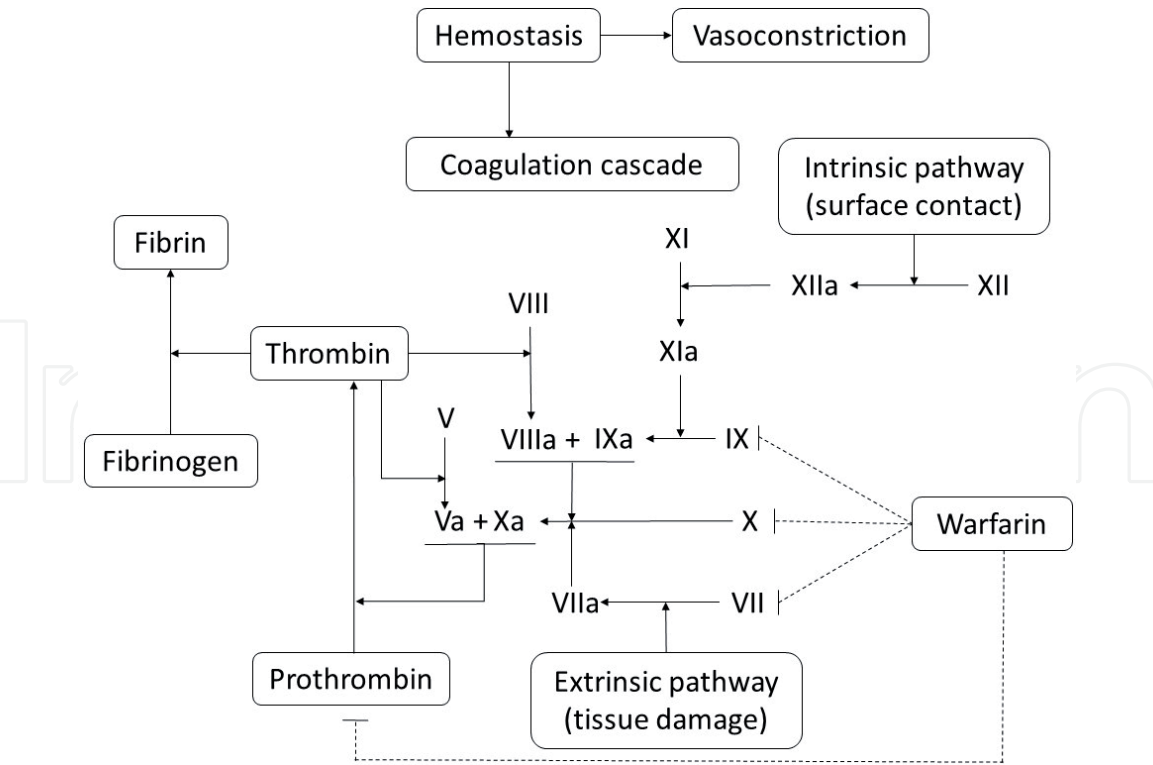 Hemostasis
Vasoconstriction
Coagulation cascade
Intrinsic pathway
(surface contact)
Fibrin
XI
XIIa
XII
VIII
Thrombin
XIa
V
VIIIa + IXa
IX
Fibrinogen
Va + Xa
X
Warfarin
VIIa
VII
Prothrombin
Extrinsic pathway
(tissue damage)